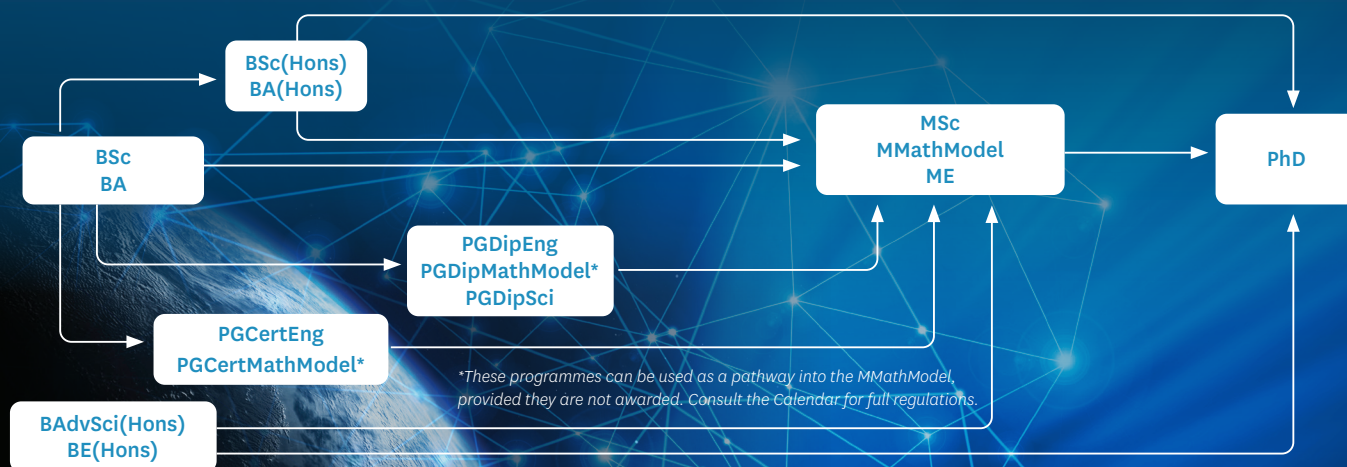 BSc(Hons)
BA(Hons)
BSc
BA
MSc
MMathModel
ME
PhD
PGDipEng
PGDipMathModel*
PGDipSci
PGCertEng
PGCertMathModel*
*These programmes can be used as a pathway into the MMathModel,
provided they are not awarded. Consult the Calendar for full regulations.
BAdvSci(Hons)
BE(Hons)